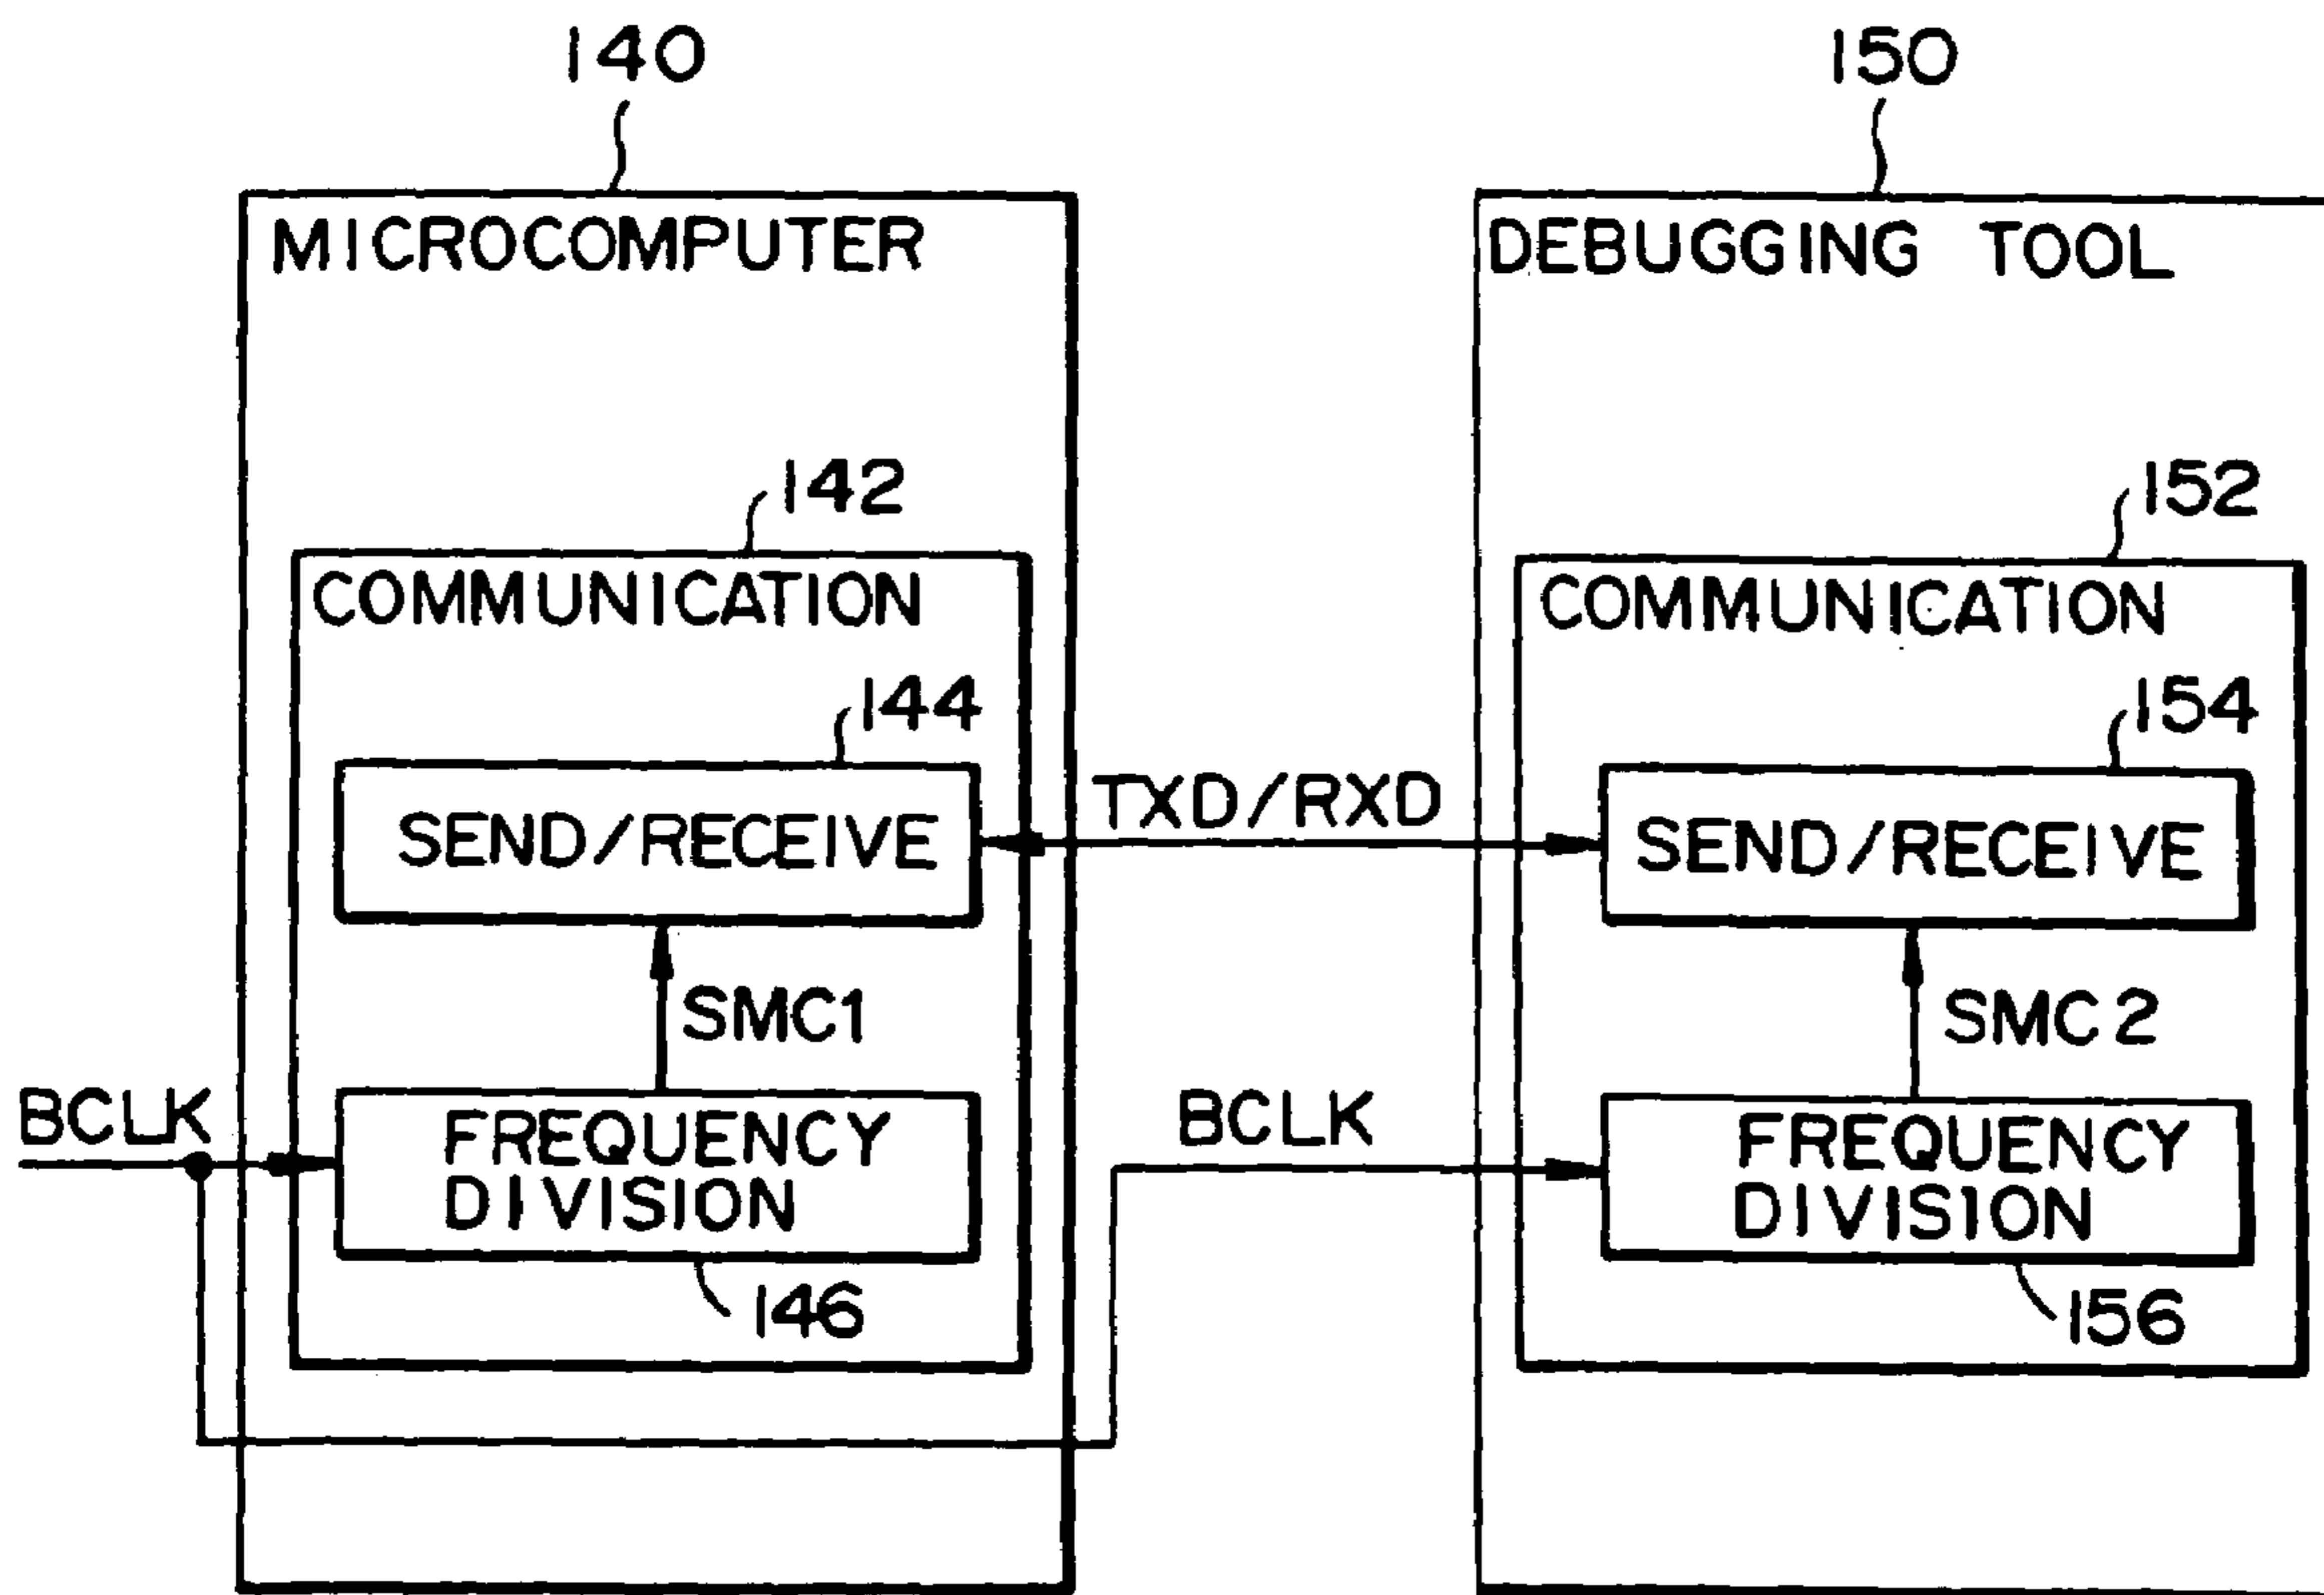 140
150
MICROCOMPUTER
DEBUGGING TOOL
142
152
COMMUNICATION
COMMUNICATION
144
154
TXD/RXD
SEND/RECEIVE
SEND/RECEIVE
SMC1
SMC2
BCLK
BCLK
FREQUENCY
DIVISION
FREQUENCY
DIVISION
146
156